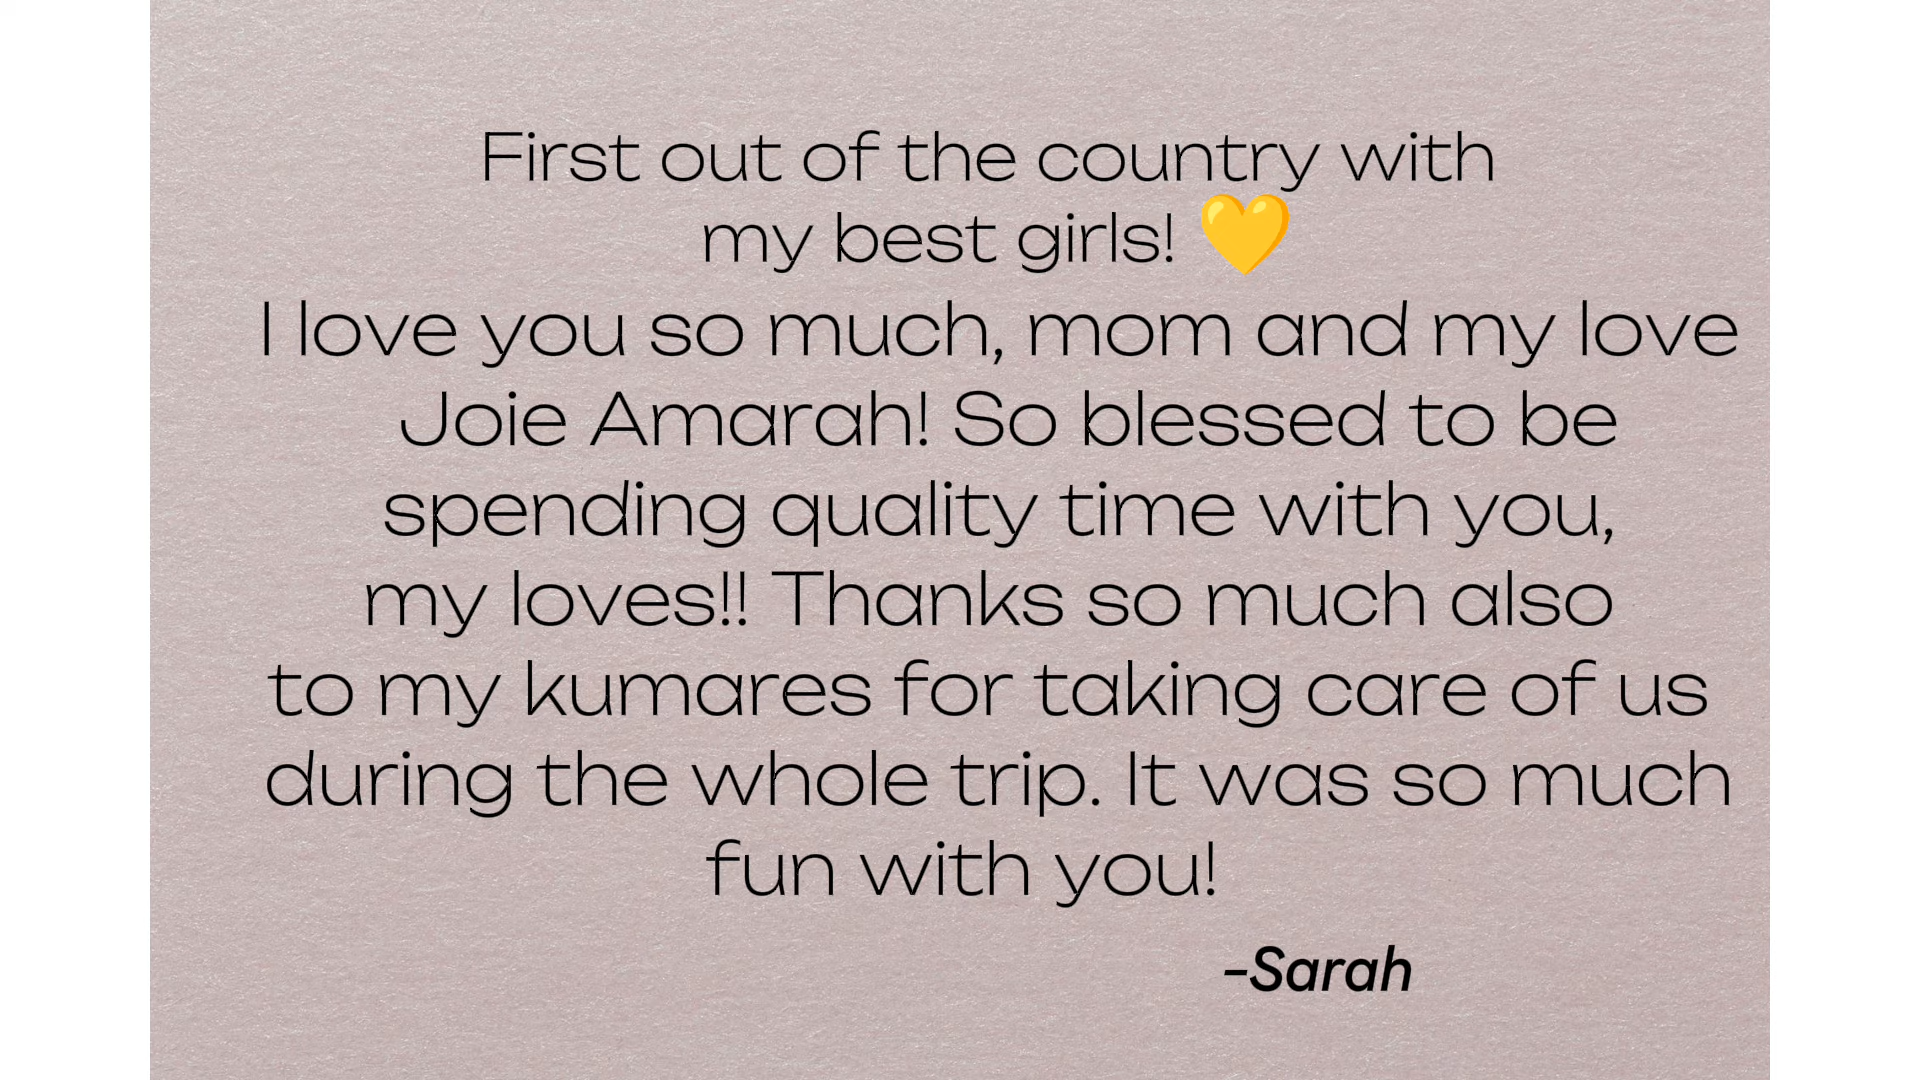 First out of the country with
my best girls! 💛
I love you so much, mom and my love
Joie Amarah! So blessed to be
spending quality time with you,
my loves!! Thanks so much also
to my kumares for taking care of us
during the whole trip. It was so much
fun with you!
-Sarah